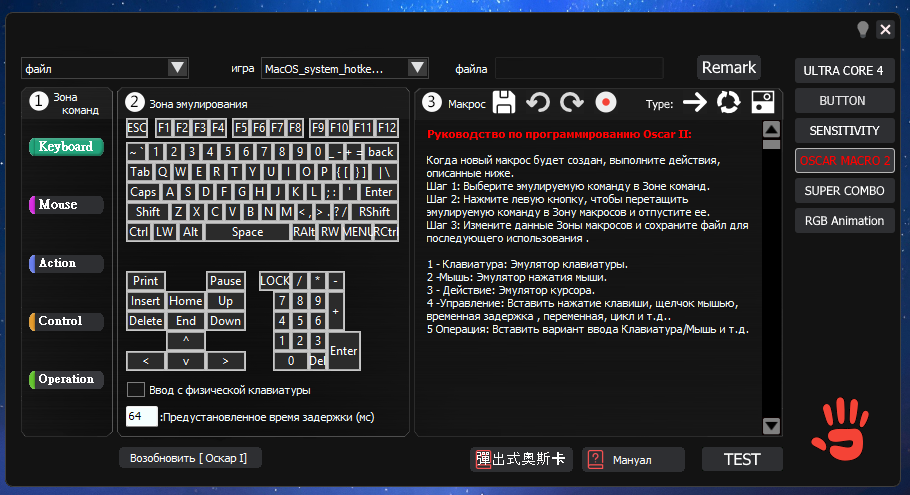 файл
игра
MacOS_system_hotke...
файла
Remark
ULTRA CORE 4
BUTTON
SENSITIVITY
OSCAR MACRO 2
SUPER COMBO
RGB Animation
1 Зона команд
Keyboard
Mouse
Action
Control
Operation
2 Зона эмулирования
ESC F1 F2 F3 F4 F5 F6 F7 F8 F9 F10 F11 F12
~ ` 1 2 3 4 5 6 7 8 9 0 _ - + = back
Tab Q W E R T Y U I O P { [ } ] | \
Caps A S D F G H J K L ; : ' Enter
Shift Z X C V B N M < , > . ? / RShift
Ctrl LW Alt Space RAlt RW MENU RCtrl
Print Pause LOCK / * -
Insert Home Up 7 8 9 +
Delete End Down 4 5 6
^ 1 2 3 Enter
< v > 0 Del
Ввод с физической клавиатуры
64 :Предустановленное время задержки (мс)
3 Макрос
Type:
Руководство по программированию Oscar II:
Когда новый макрос будет создан, выполните действия,
описанные ниже.
Шаг 1: Выберите эмулируемую команду в Зоне команд.
Шаг 2: Нажмите левую кнопку, чтобы перетащить
эмулируемую команду в Зону макросов и отпустите ее.
Шаг 3: Измените данные Зоны макросов и сохраните файл для
последующего использования .
1 - Клавиатура: Эмулятор клавиатуры.
2 -Мышь: Эмулятор нажатия мыши.
3 - Действие: Эмулятор курсора.
4 -Управление: Вставить нажатие клавиши, щелчок мышью,
временная задержка , переменная, цикл и т.д..
5 Операция: Вставить вариант ввода Клавиатура/Мышь и т.д.
Возобновить [ Оскар I]
彈出式奧斯卡
? Мануал
TEST